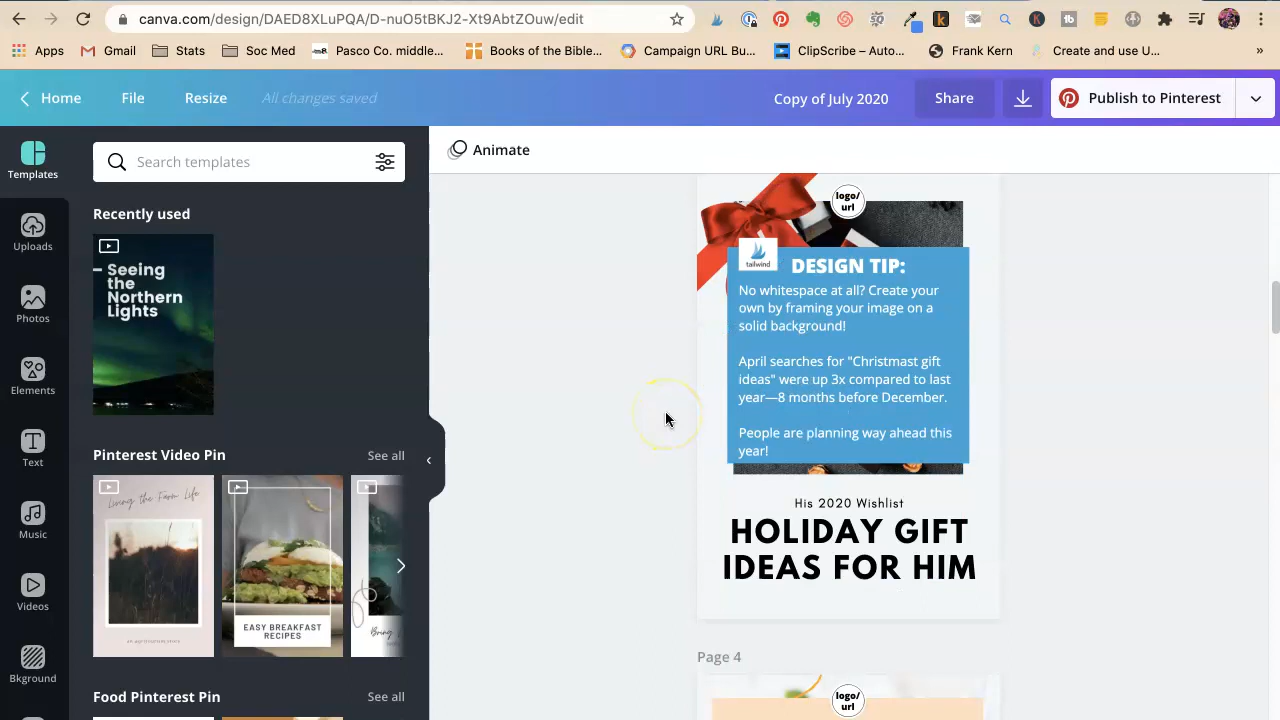 canva.com/design/DAED8XLuPQA/D-nuO5tBKJ2-Xt9AbtZOuw/edit
Apps
Gmail
Stats
Soc Med
Pasco Co. middle...
Books of the Bible...
Campaign URL Bu...
ClipScribe – Auto...
Frank Kern
Create and use U...
»
Home
File
Resize
All changes saved
Copy of July 2020
Share
Publish to Pinterest
Templates
Uploads
Photos
Elements
Text
Music
Videos
Bkground
Search templates
Recently used
Seeing
the
Northern
Lights
Pinterest Video Pin
See all
Living the Farm Life
EASY BREAKFAST
RECIPES
Food Pinterest Pin
See all
Animate
logo/
url
tailwind
DESIGN TIP:
No whitespace at all? Create your
own by framing your image on a
solid background!
April searches for "Christmast gift
ideas" were up 3x compared to last
year—8 months before December.
People are planning way ahead this
year!
His 2020 Wishlist
HOLIDAY GIFT
IDEAS FOR HIM
Page 4
logo/
url